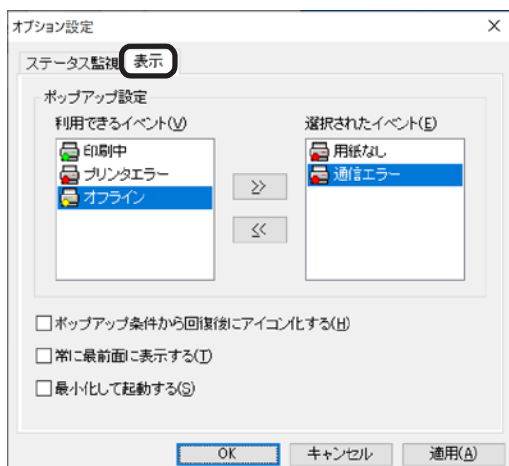 オプション設定
ステータス監視 表示
ポップアップ設定
利用できるイベント(V) 選択されたイベント(E)
印刷中 用紙なし
プリンタエラー 通信エラー
オフライン
>>
<<
ポップアップ条件から回復後にアイコン化する(H)
常に最前面に表示する(T)
最小化して起動する(S)
OK キャンセル 適用(A)